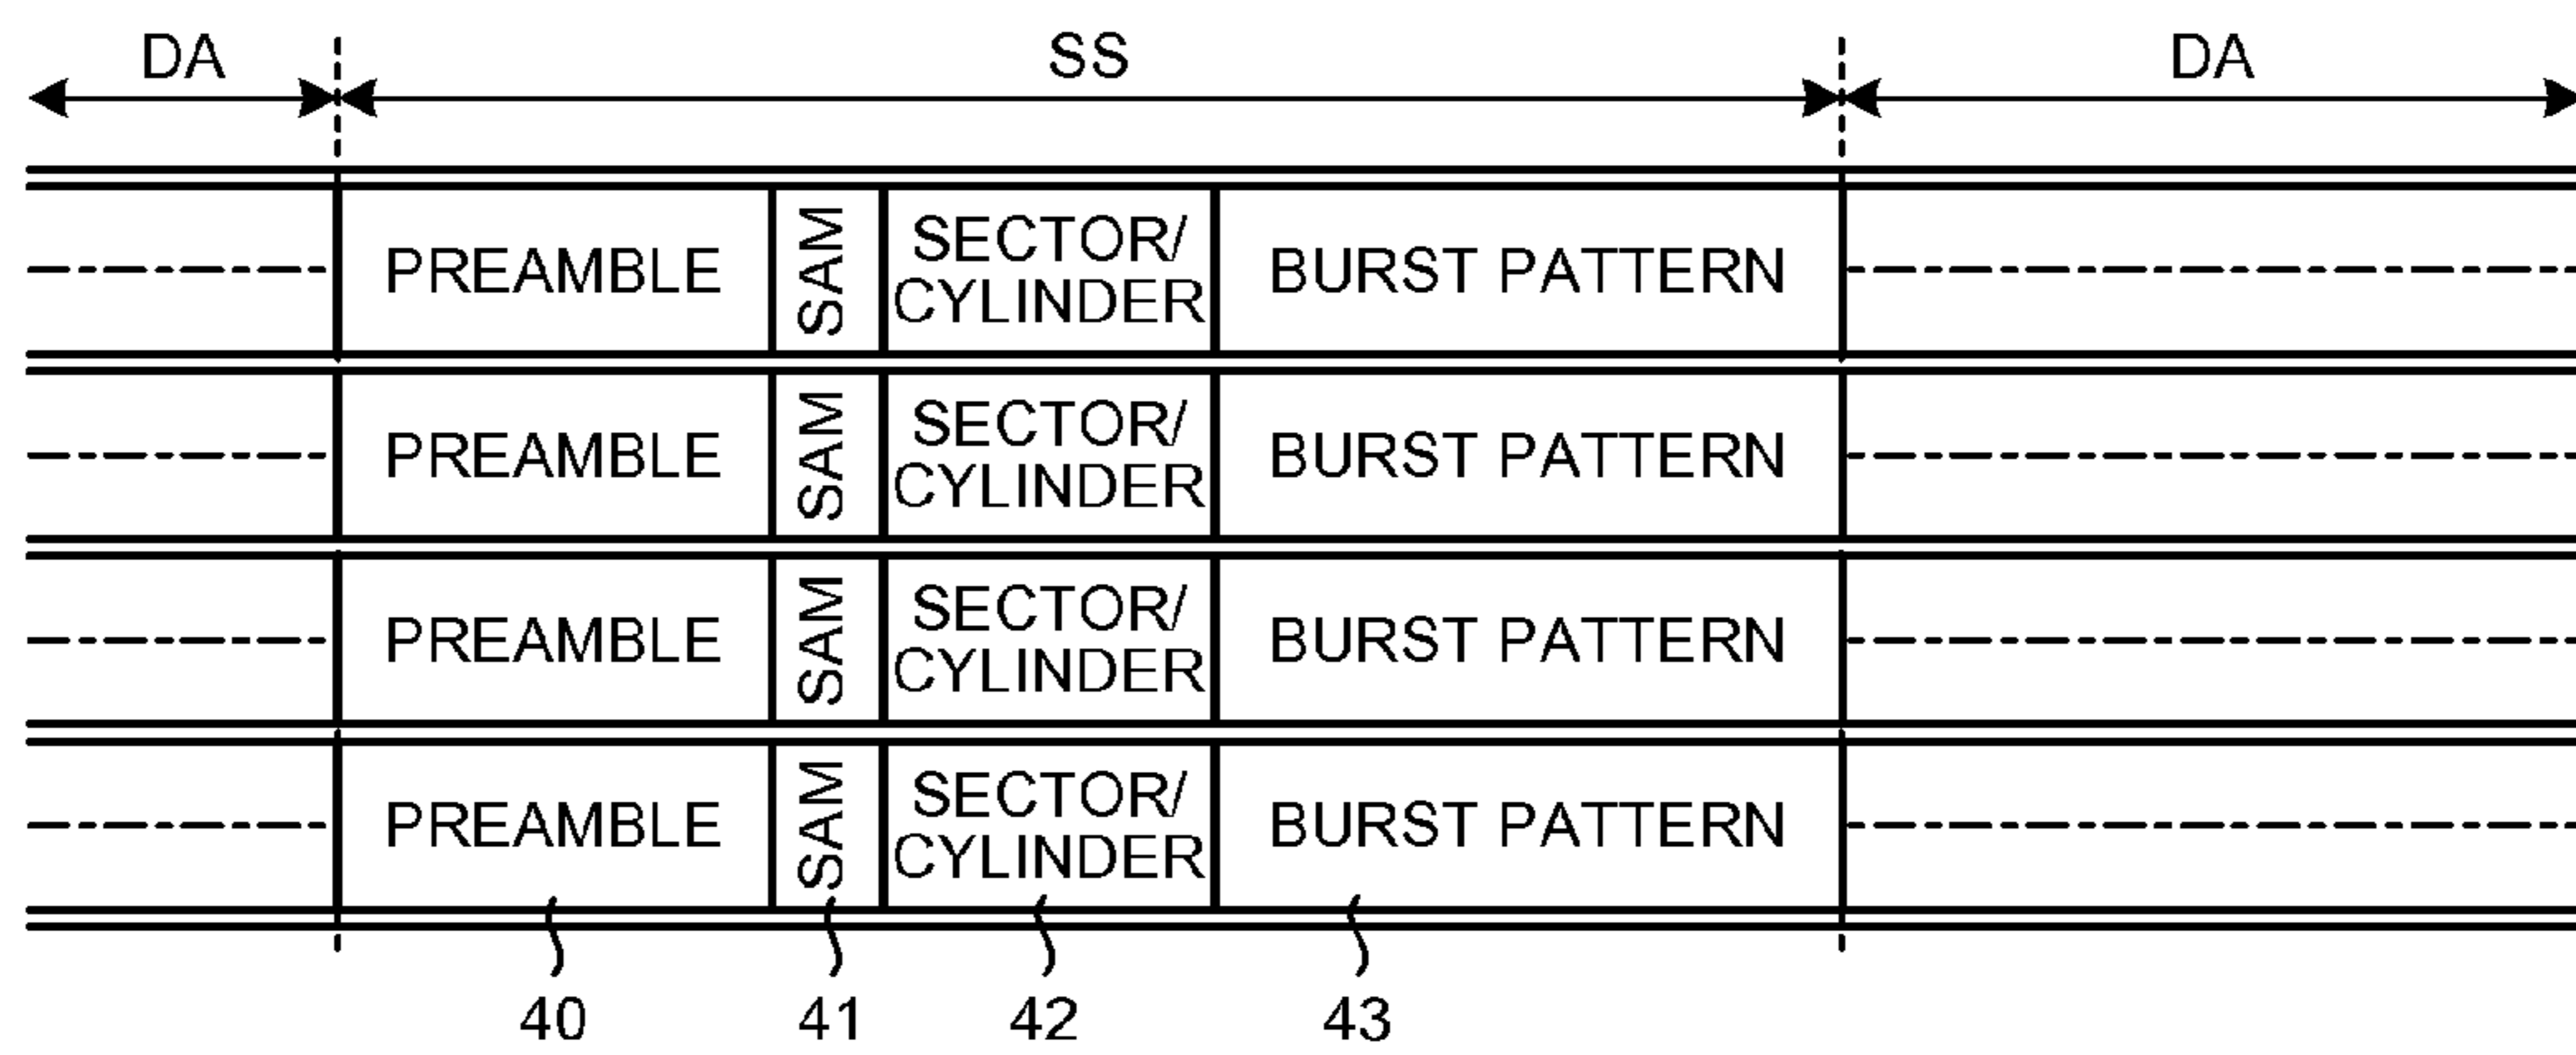 DA SS DA
PREAMBLE SAM SECTOR/ CYLINDER BURST PATTERN
PREAMBLE SAM SECTOR/ CYLINDER BURST PATTERN
PREAMBLE SAM SECTOR/ CYLINDER BURST PATTERN
PREAMBLE SAM SECTOR/ CYLINDER BURST PATTERN
40 41 42 43